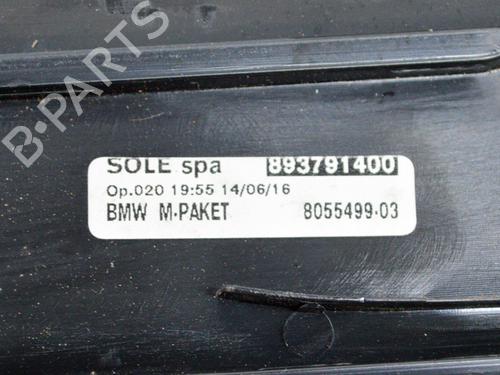 B-PARTS
SOLE spa 893791400
Op.020 19:55 14/06/16
BMW M-PAKET 8055499-03